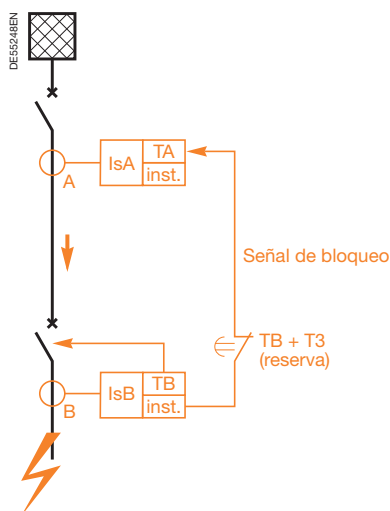 DE55248EN
IsA
TA
inst.
A
Señal de bloqueo
TB + T3
(reserva)
IsB
TB
inst.
B